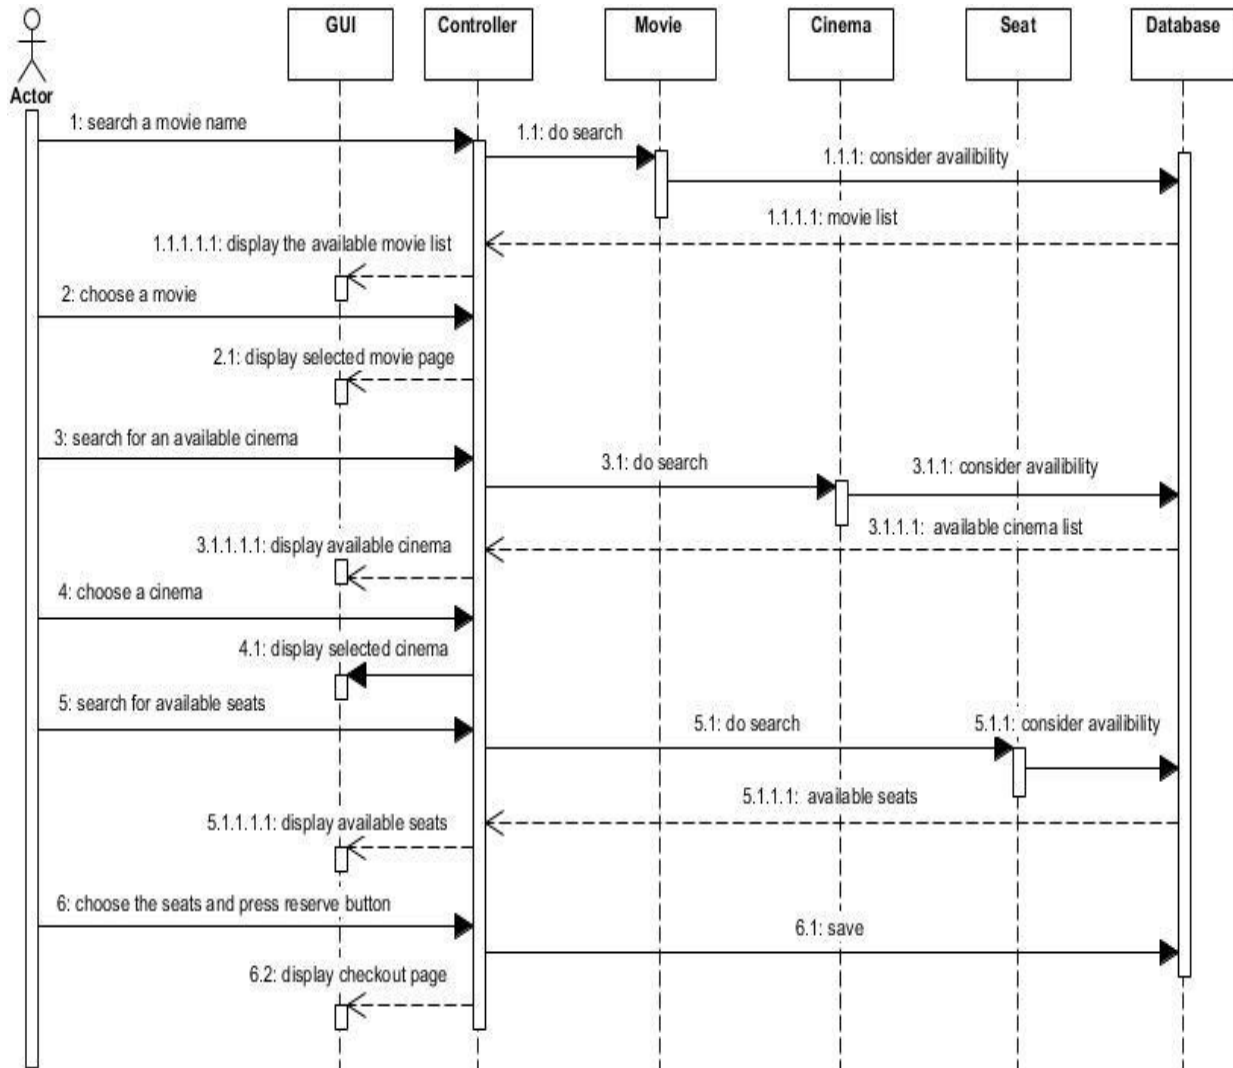 GUI
Controller
Movie
Cinema
Seat
Database
Actor
1: search a movie name
1.1: do search
1.1.1: consider availibility
1.1.1.1: movie list
1.1.1.1.1: display the available movie list
2: choose a movie
2.1: display selected movie page
3: search for an available cinema
3.1: do search
3.1.1: consider availibility
3.1.1.1: available cinema list
3.1.1.1.1: display available cinema
4: choose a cinema
4.1: display selected cinema
5: search for available seats
5.1: do search
5.1.1: consider availibility
5.1.1.1: available seats
5.1.1.1.1: display available seats
6: choose the seats and press reserve button
6.1: save
6.2: display checkout page